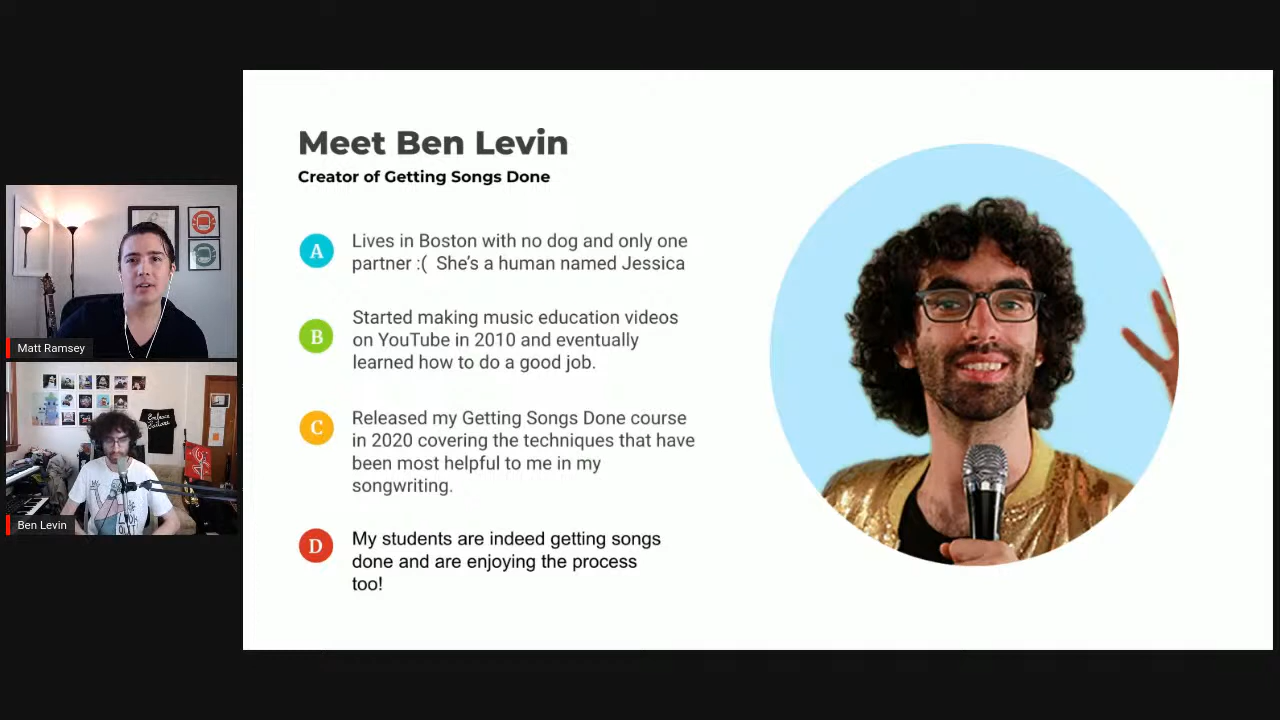 Meet Ben Levin
Creator of Getting Songs Done
A
Lives in Boston with no dog and only one
partner :( She's a human named Jessica
B
Started making music education videos
on YouTube in 2010 and eventually
learned how to do a good job.
C
Released my Getting Songs Done course
in 2020 covering the techniques that have
been most helpful to me in my
songwriting.
D
My students are indeed getting songs
done and are enjoying the process
too!
Matt Ramsey
Embrace
Failure
Ben Levin